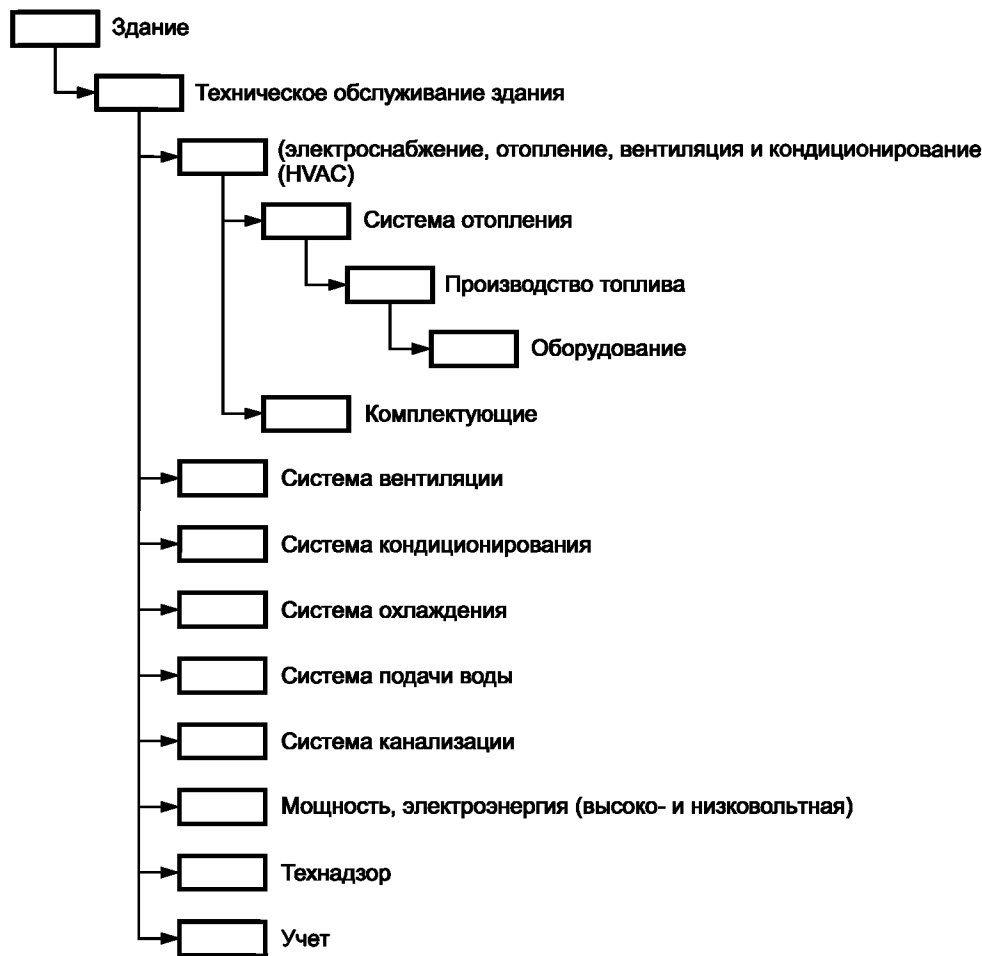 Здание
Техническое обслуживание здания
(электроснабжение, отопление, вентиляция и кондиционирование
(HVAC)
Система отопления
Производство топлива
Оборудование
Комплектующие
Система вентиляции
Система кондиционирования
Система охлаждения
Система подачи воды
Система канализации
Мощность, электроэнергия (высоко- и низковольтная)
Технадзор
Учет